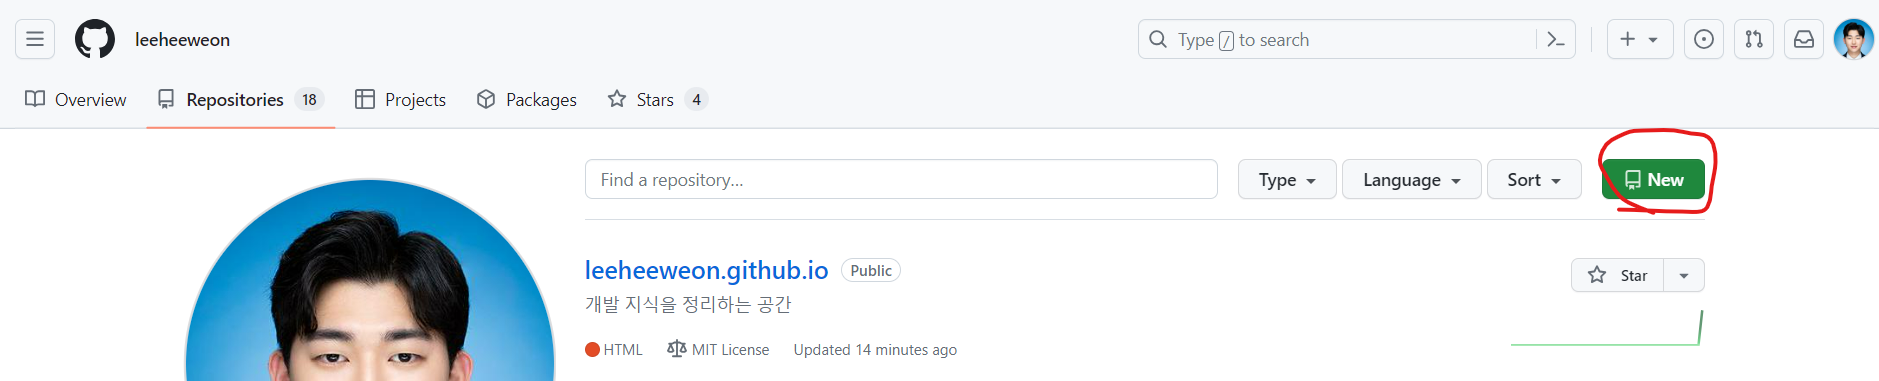 leeheeweon
Type / to search
Overview Repositories 18 Projects Packages Stars 4
Find a repository...
Type Language Sort New
leeheeweon.github.io Public
Star
개발 지식을 정리하는 공간
HTML MIT License Updated 14 minutes ago